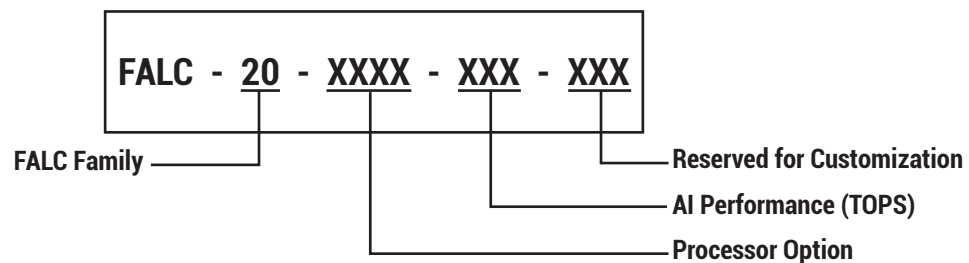 FALC - 20 - XXXX - XXX - XXX
FALC Family
Reserved for Customization
AI Performance (TOPS)
Processor Option